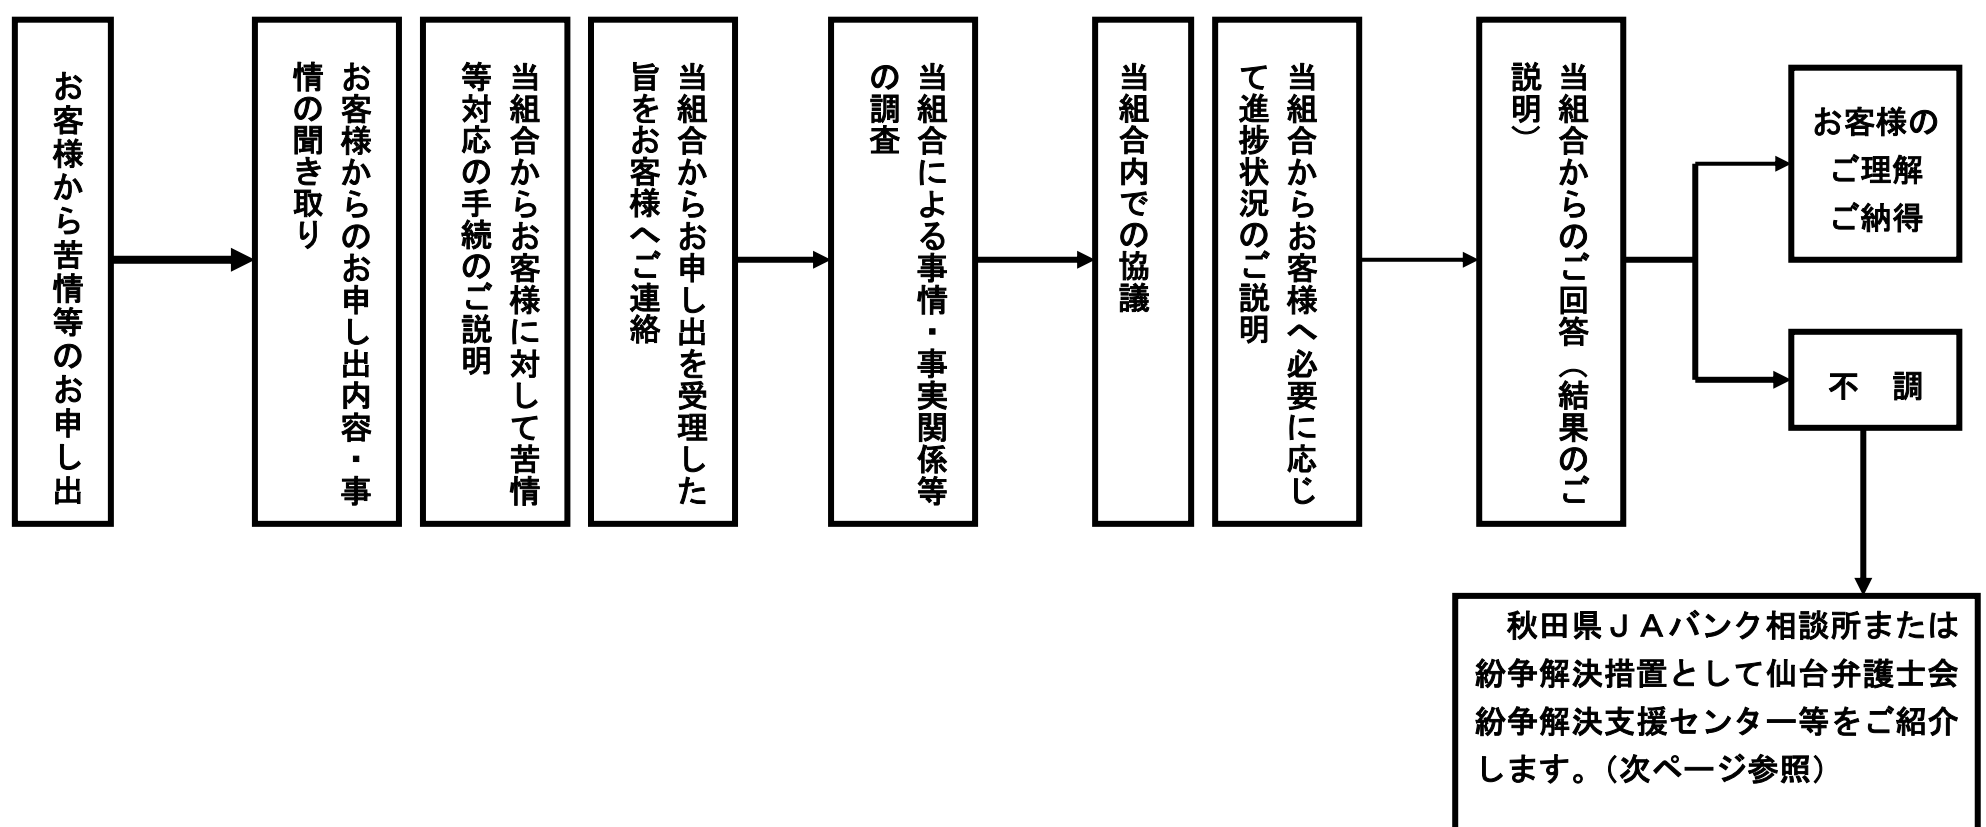 お客様から苦情等のお申し出
お客様からのお申し出内容・事
情の聞き取り
当組合からお客様に対して苦情
等対応の手続のご説明
当組合からお申し出を受理した
旨をお客様へご連絡
当組合による事情・事実関係等
の調査
当組合内での協議
当組合からお客様へ必要に応じ
て進捗状況のご説明
当組合からのご回答（結果のご
説明）
お客様の
ご理解
ご納得
不　調
秋田県ＪＡバンク相談所または
紛争解決措置として仙台弁護士会
紛争解決支援センター等をご紹介
します。（次ページ参照）